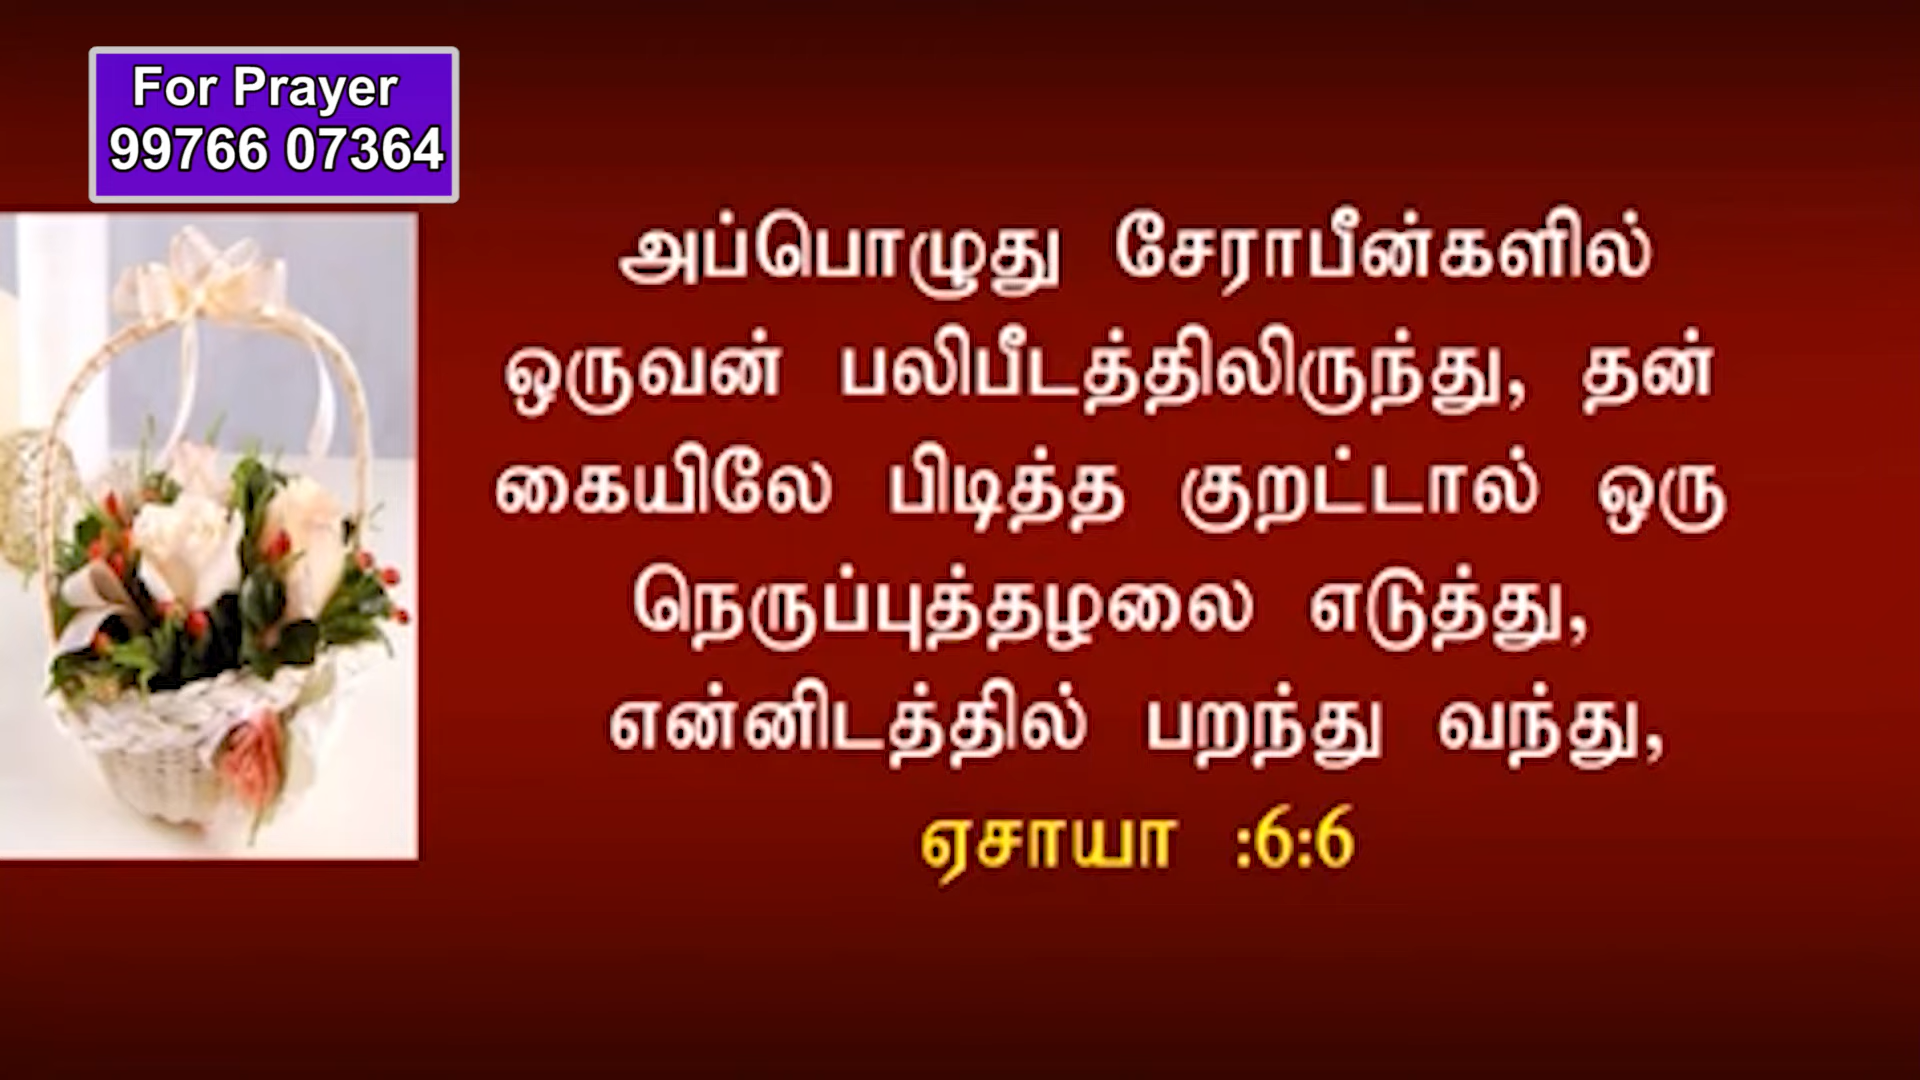 For Prayer
99766 07364
அப்பொழுது சேராபீன்களில்
ஒருவன் பலிபீடத்திலிருந்து, தன்
கையிலே பிடித்த குறட்டால் ஒரு
நெருப்புத்தழலை எடுத்து,
என்னிடத்தில் பறந்து வந்து,
ஏசாயா :6:6